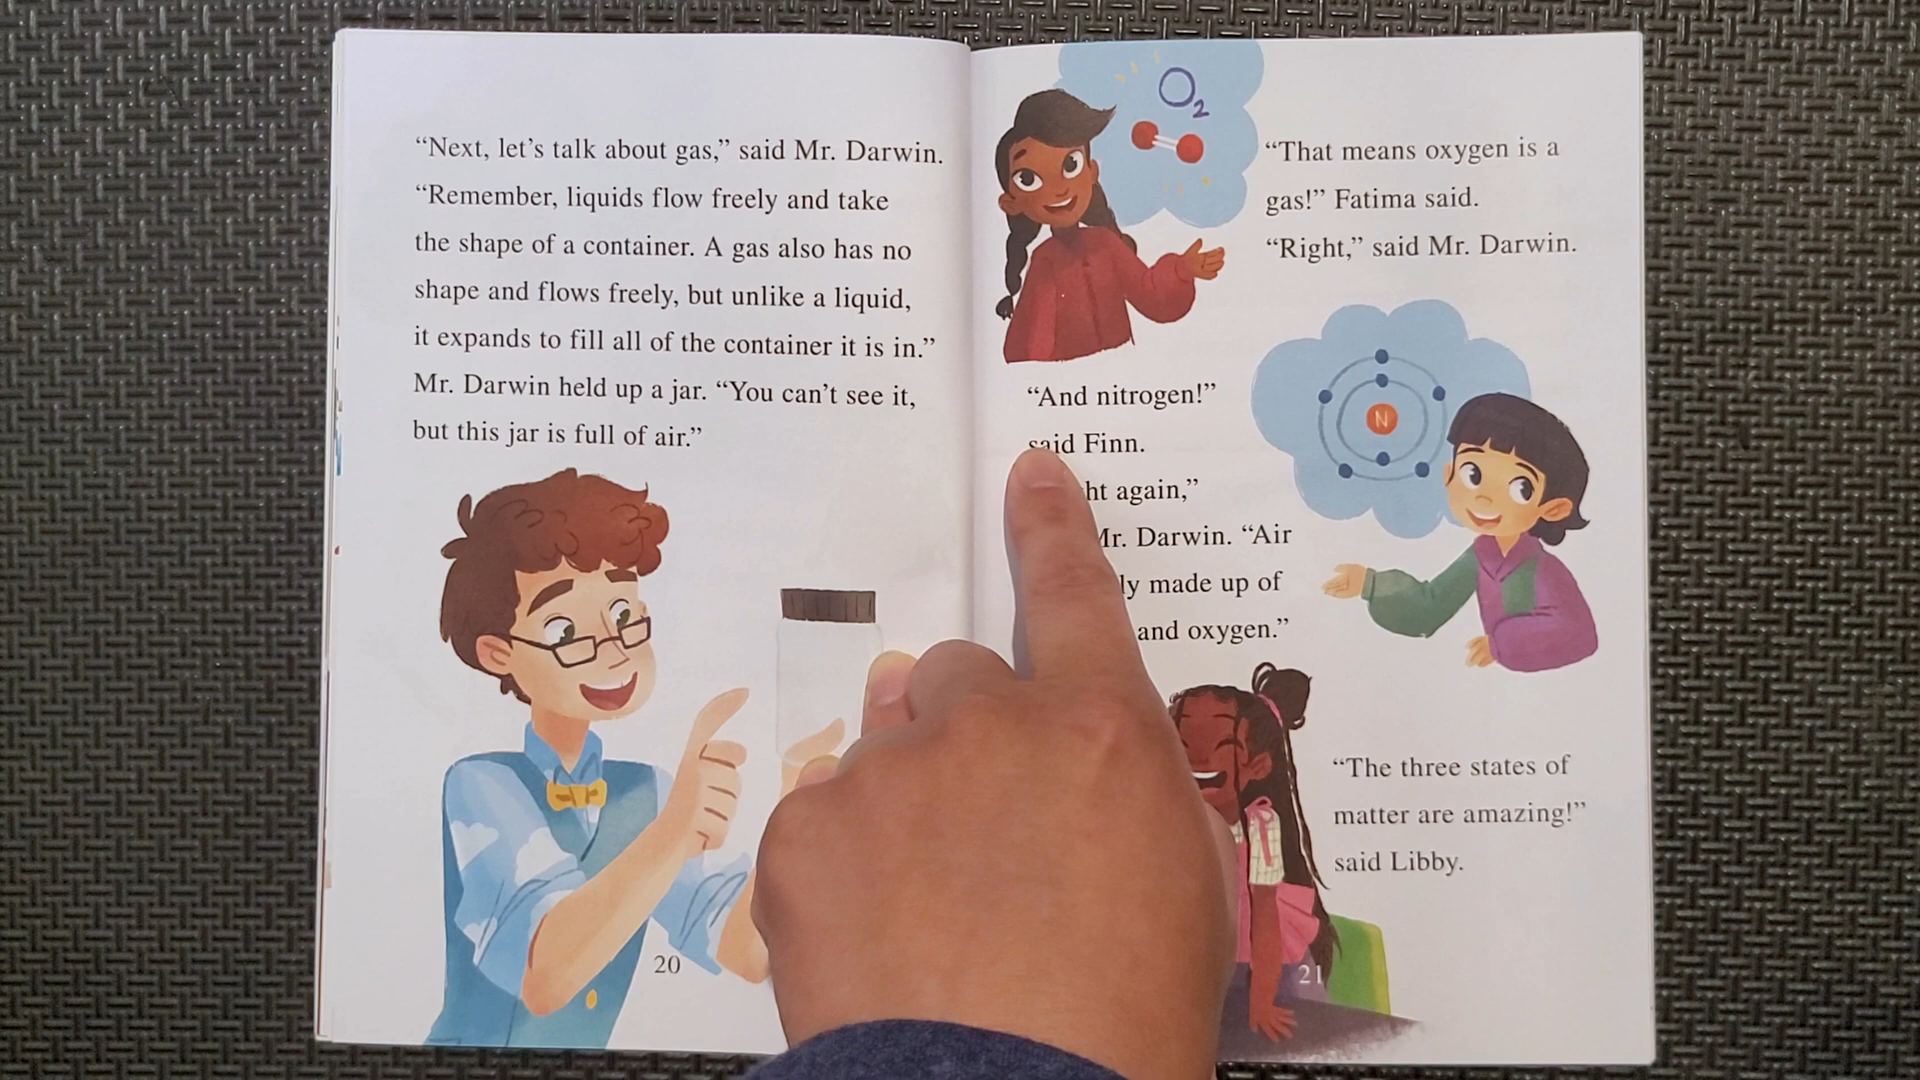 “Next, let’s talk about gas,” said Mr. Darwin.
“Remember, liquids flow freely and take
the shape of a container. A gas also has no
shape and flows freely, but unlike a liquid,
it expands to fill all of the container it is in.”
Mr. Darwin held up a jar. “You can’t see it,
but this jar is full of air.”
20
O2
“That means oxygen is a
gas!” Fatima said.
“Right,” said Mr. Darwin.
N
“And nitrogen!”
said Finn.
again,”
Mr. Darwin. “Air
made up of
and oxygen.”
“The three states of
matter are amazing!”
said Libby.
21